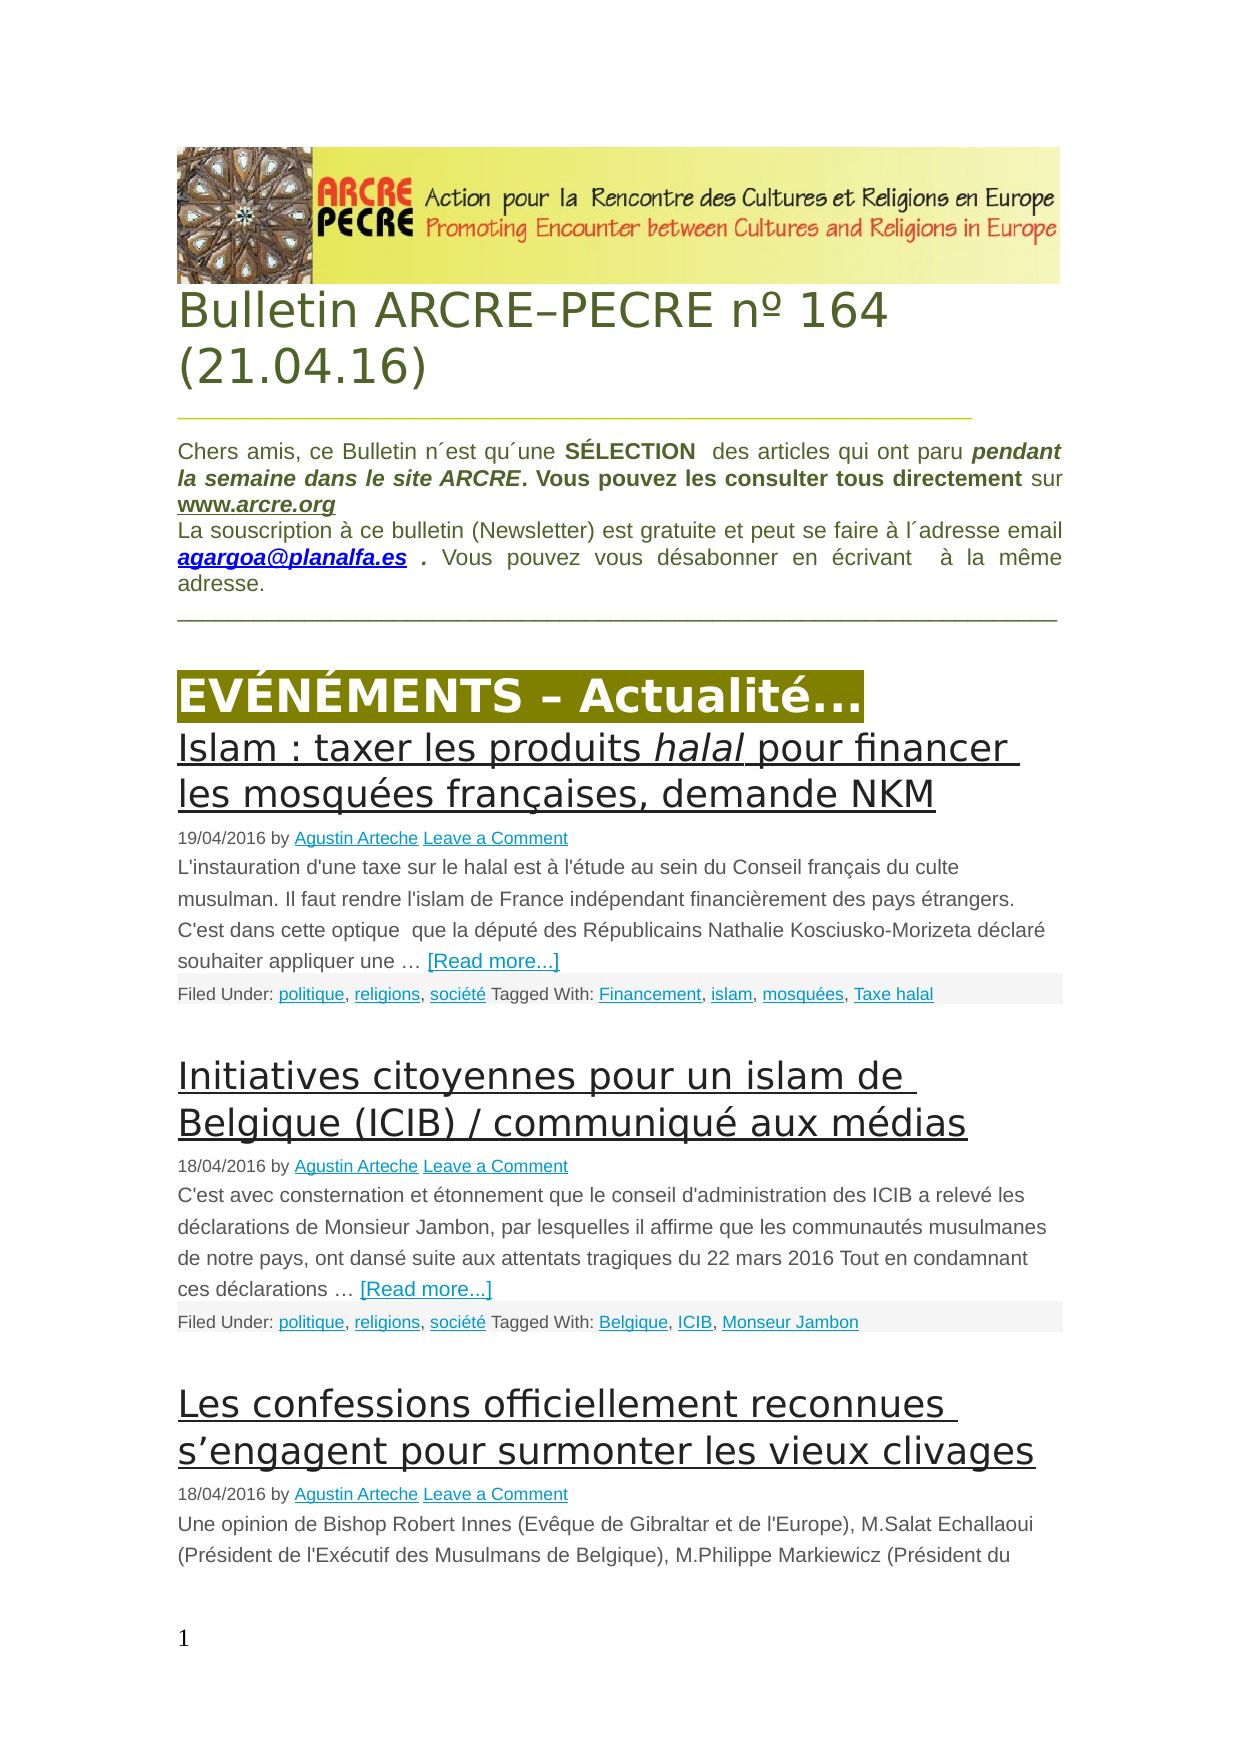 ARCRE Action pour la Rencontre des Cultures et Religions en Europe
PECRE Promoting Encounter between Cultures and Religions in Europe
Bulletin ARCRE–PECRE nº 164
(21.04.16)
Chers amis, ce Bulletin n´est qu´une SÉLECTION des articles qui ont paru pendant
la semaine dans le site ARCRE. Vous pouvez les consulter tous directement sur
www.arcre.org
La souscription à ce bulletin (Newsletter) est gratuite et peut se faire à l´adresse email
agargoa@planalfa.es . Vous pouvez vous désabonner en écrivant à la même
adresse.
EVÉNÉMENTS – Actualité...
Islam : taxer les produits halal pour financer
les mosquées françaises, demande NKM
19/04/2016 by Agustin Arteche Leave a Comment
L'instauration d'une taxe sur le halal est à l'étude au sein du Conseil français du culte
musulman. Il faut rendre l'islam de France indépendant financièrement des pays étrangers.
C'est dans cette optique que la député des Républicains Nathalie Kosciusko-Morizeta déclaré
souhaiter appliquer une … [Read more...]
Filed Under: politique, religions, société Tagged With: Financement, islam, mosquées, Taxe halal
Initiatives citoyennes pour un islam de
Belgique (ICIB) / communiqué aux médias
18/04/2016 by Agustin Arteche Leave a Comment
C'est avec consternation et étonnement que le conseil d'administration des ICIB a relevé les
déclarations de Monsieur Jambon, par lesquelles il affirme que les communautés musulmanes
de notre pays, ont dansé suite aux attentats tragiques du 22 mars 2016 Tout en condamnant
ces déclarations … [Read more...]
Filed Under: politique, religions, société Tagged With: Belgique, ICIB, Monseur Jambon
Les confessions officiellement reconnues
s’engagent pour surmonter les vieux clivages
18/04/2016 by Agustin Arteche Leave a Comment
Une opinion de Bishop Robert Innes (Evêque de Gibraltar et de l'Europe), M.Salat Echallaoui
(Président de l'Exécutif des Musulmans de Belgique), M.Philippe Markiewicz (Président du
1